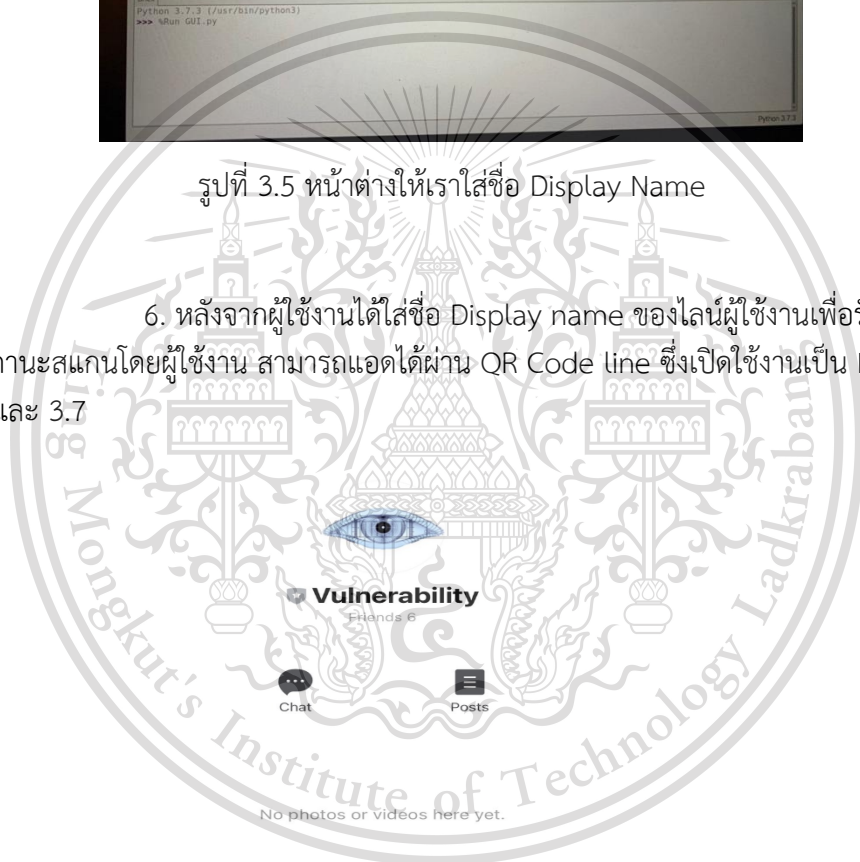 Python 3.7.3 (/usr/bin/python3)
>>> %Run GUI.py
Python 3.7.3
รูปที่ 3.5 หน้าต่างให้เราใส่ชื่อ Display Name
6. หลังจากผู้ใช้งานได้ใส่ชื่อ Display name ของไลน์ผู้ใช้งานเพื่อ
สแกนโดยผู้ใช้งาน สามารถแอดได้ผ่าน QR Code line ซึ่งเปิดใช้งานเป็น
และ 3.7
Vulnerability
Friends 6
Chat Posts
No photos or videos here yet.
ng Mongkut's Institute of Technology Ladkrabang